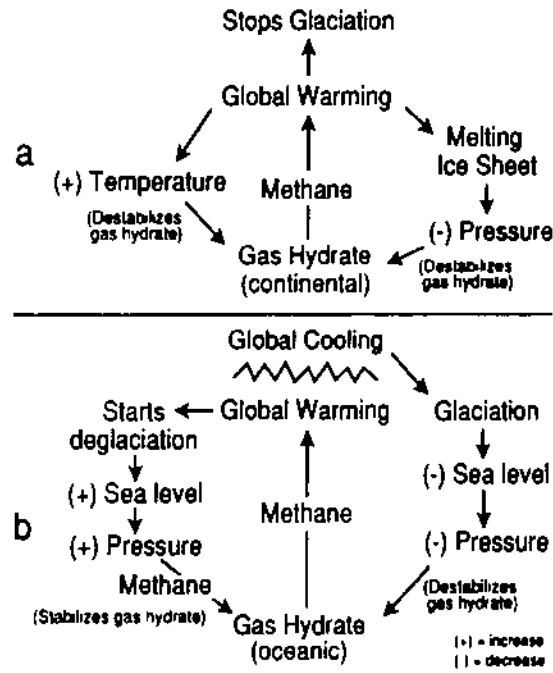 Stops Glaciation
Global Warming
a
(+) Temperature
(Destabilizes
gas hydrate)
Methane
Melting
Ice Sheet
(-) Pressure
(Destabilizes
gas hydrate)
Gas Hydrate
(continental)
Global Cooling
Starts
deglaciation
Global Warming
Glaciation
(+) Sea level
(-) Sea level
b
(+) Pressure
Methane
(-) Pressure
Methane
(Stabilizes gas hydrate)
(Destabilizes
gas hydrate)
Gas Hydrate
(oceanic)
(+) = increase
(-) = decrease